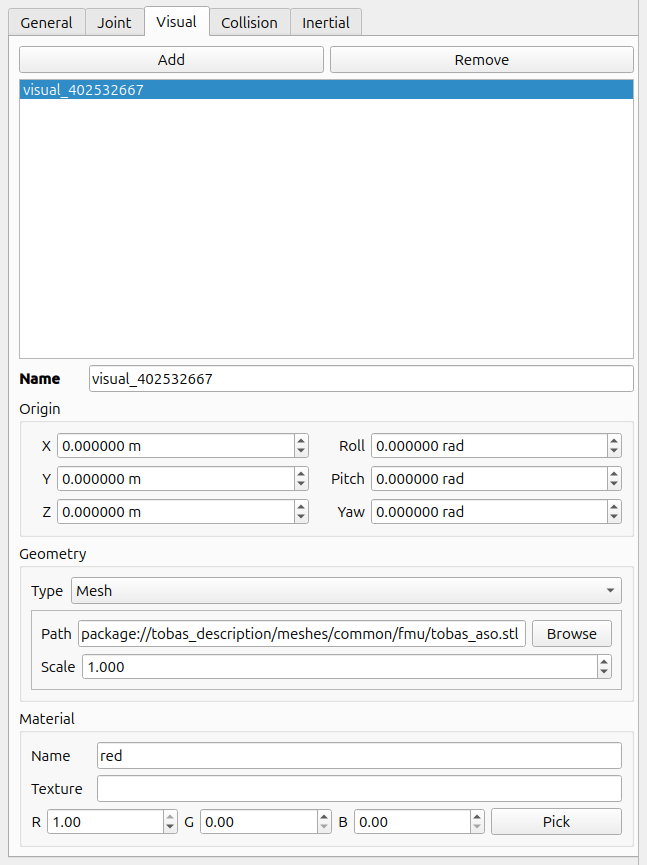 General Joint Visual Collision Inertial
Add Remove
visual_402532667
Name visual_402532667
Origin
X 0.000000 m Roll 0.000000 rad
Y 0.000000 m Pitch 0.000000 rad
Z 0.000000 m Yaw 0.000000 rad
Geometry
Type Mesh
Path package://tobas_description/meshes/common/fmu/tobas_aso.stl Browse
Scale 1.000
Material
Name red
Texture
R 1.00 G 0.00 B 0.00 Pick